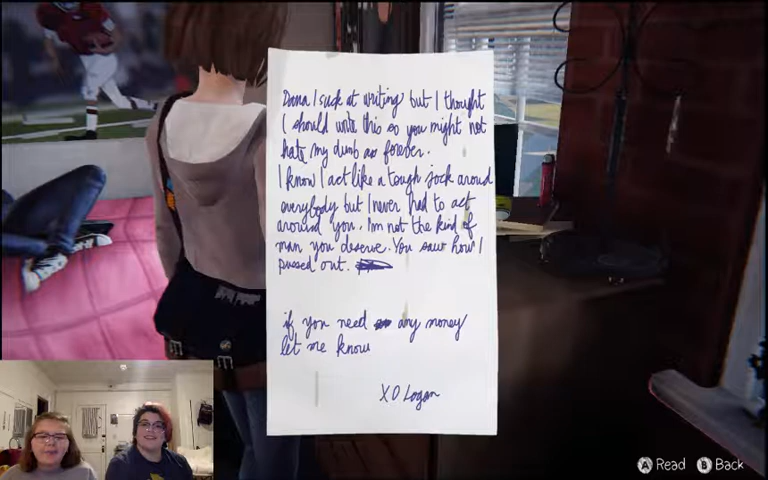 Dana I suck at writing but I thought
I should write this so you might not
hate my dumb ass forever.
I know I act like a tough jock around
everybody but I never had to act
around you. Im not the kind of
man you deserve. You saw how I
pussed out.
if you need any money
let me know
XO Logan
A Read B Back